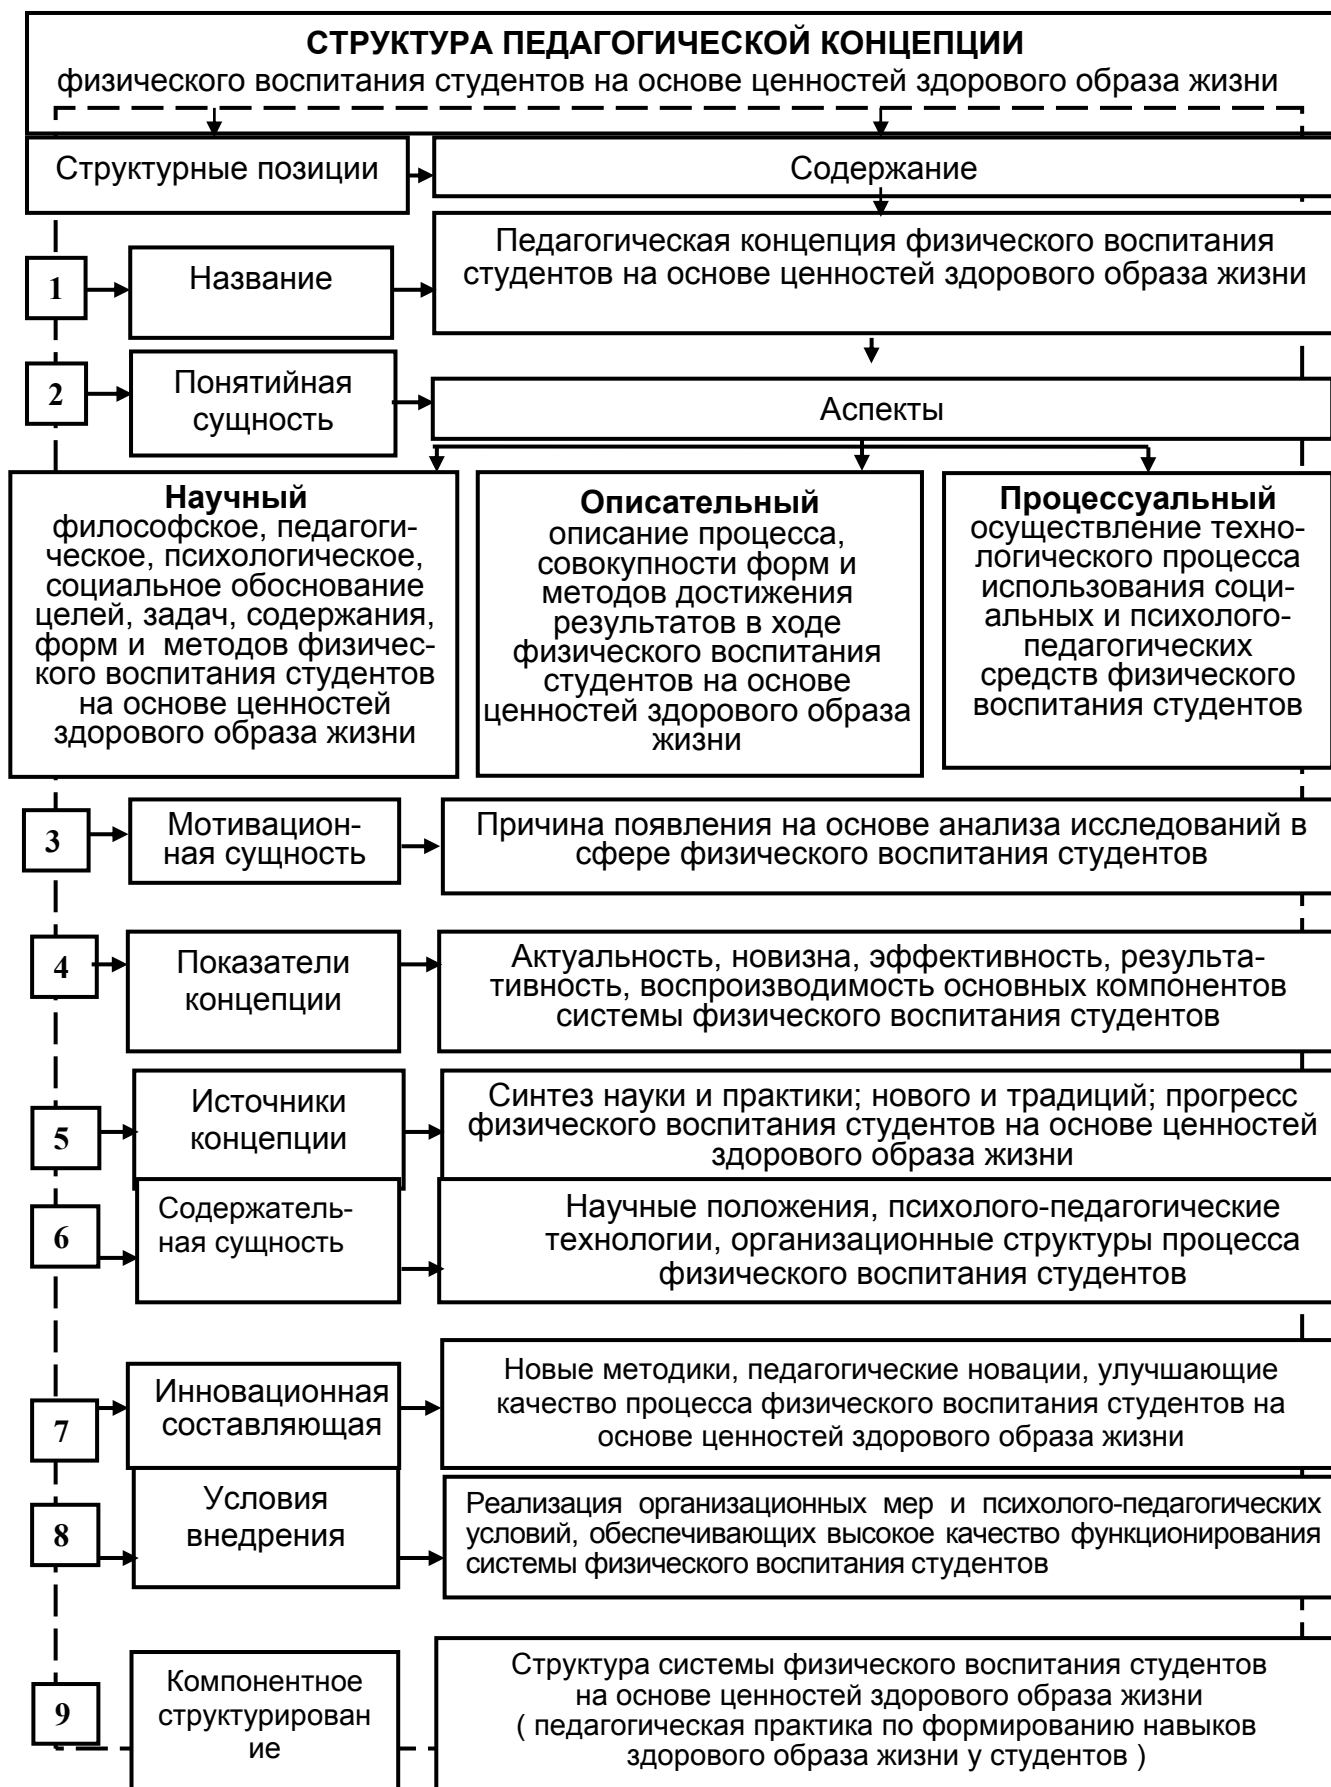 СТРУКТУРА ПЕДАГОГИЧЕСКОЙ КОНЦЕПЦИИ
физического воспитания студентов на основе ценностей здорового образа жизни
Структурные позиции
Содержание
1
Название
Педагогическая концепция физического воспитания
студентов на основе ценностей здорового образа жизни
2
Понятийная
сущность
Аспекты
Научный
философское, педагоги-
ческое, психологическое,
социальное обоснование
целей, задач, содержания,
форм и методов физичес-
кого воспитания студентов
на основе ценностей
здорового образа жизни
Описательный
описание процесса,
совокупности форм и
методов достижения
результатов в ходе
физического воспитания
студентов на основе
ценностей здорового образа
жизни
Процессуальный
осуществление техно-
логического процесса
использования соци-
альных и психолого-
педагогических
средств физического
воспитания студентов
3
Мотивацион-
ная сущность
Причина появления на основе анализа исследований в
сфере физического воспитания студентов
4
Показатели
концепции
Актуальность, новизна, эффективность, результа-
тивность, воспроизводимость основных компонентов
системы физического воспитания студентов
5
Источники
концепции
Синтез науки и практики; нового и традиций; прогресс
физического воспитания студентов на основе ценностей
здорового образа жизни
6
Содержатель-
ная сущность
Научные положения, психолого-педагогические
технологии, организационные структуры процесса
физического воспитания студентов
7
Инновационная
составляющая
Новые методики, педагогические новации, улучшающие
качество процесса физического воспитания студентов на
основе ценностей здорового образа жизни
8
Условия
внедрения
Реализация организационных мер и психолого-педагогических
условий, обеспечивающих высокое качество функционирования
системы физического воспитания студентов
9
Компонентное
структурирован
ие
Структура системы физического воспитания студентов
на основе ценностей здорового образа жизни
( педагогическая практика по формированию навыков
здорового образа жизни у студентов )